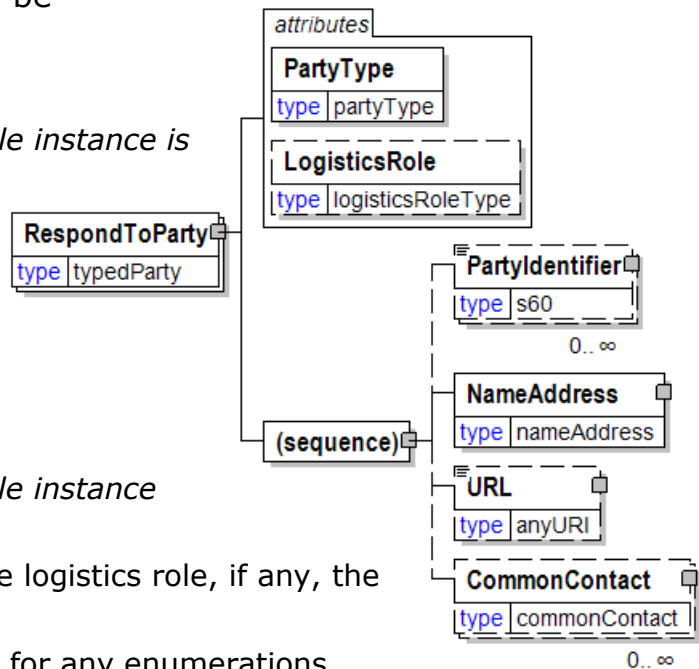 be
attributes
PartyType
type partyType
le instance is
LogisticsRole
type logisticsRoleType
RespondToParty
type typedParty
PartyIdentifier
type s60
0.. ∞
NameAddress
type nameAddress
(sequence)
URL
type anyURI
le instance
e logistics role, if any, the
CommonContact
type commonContact
for any enumerations
0.. ∞